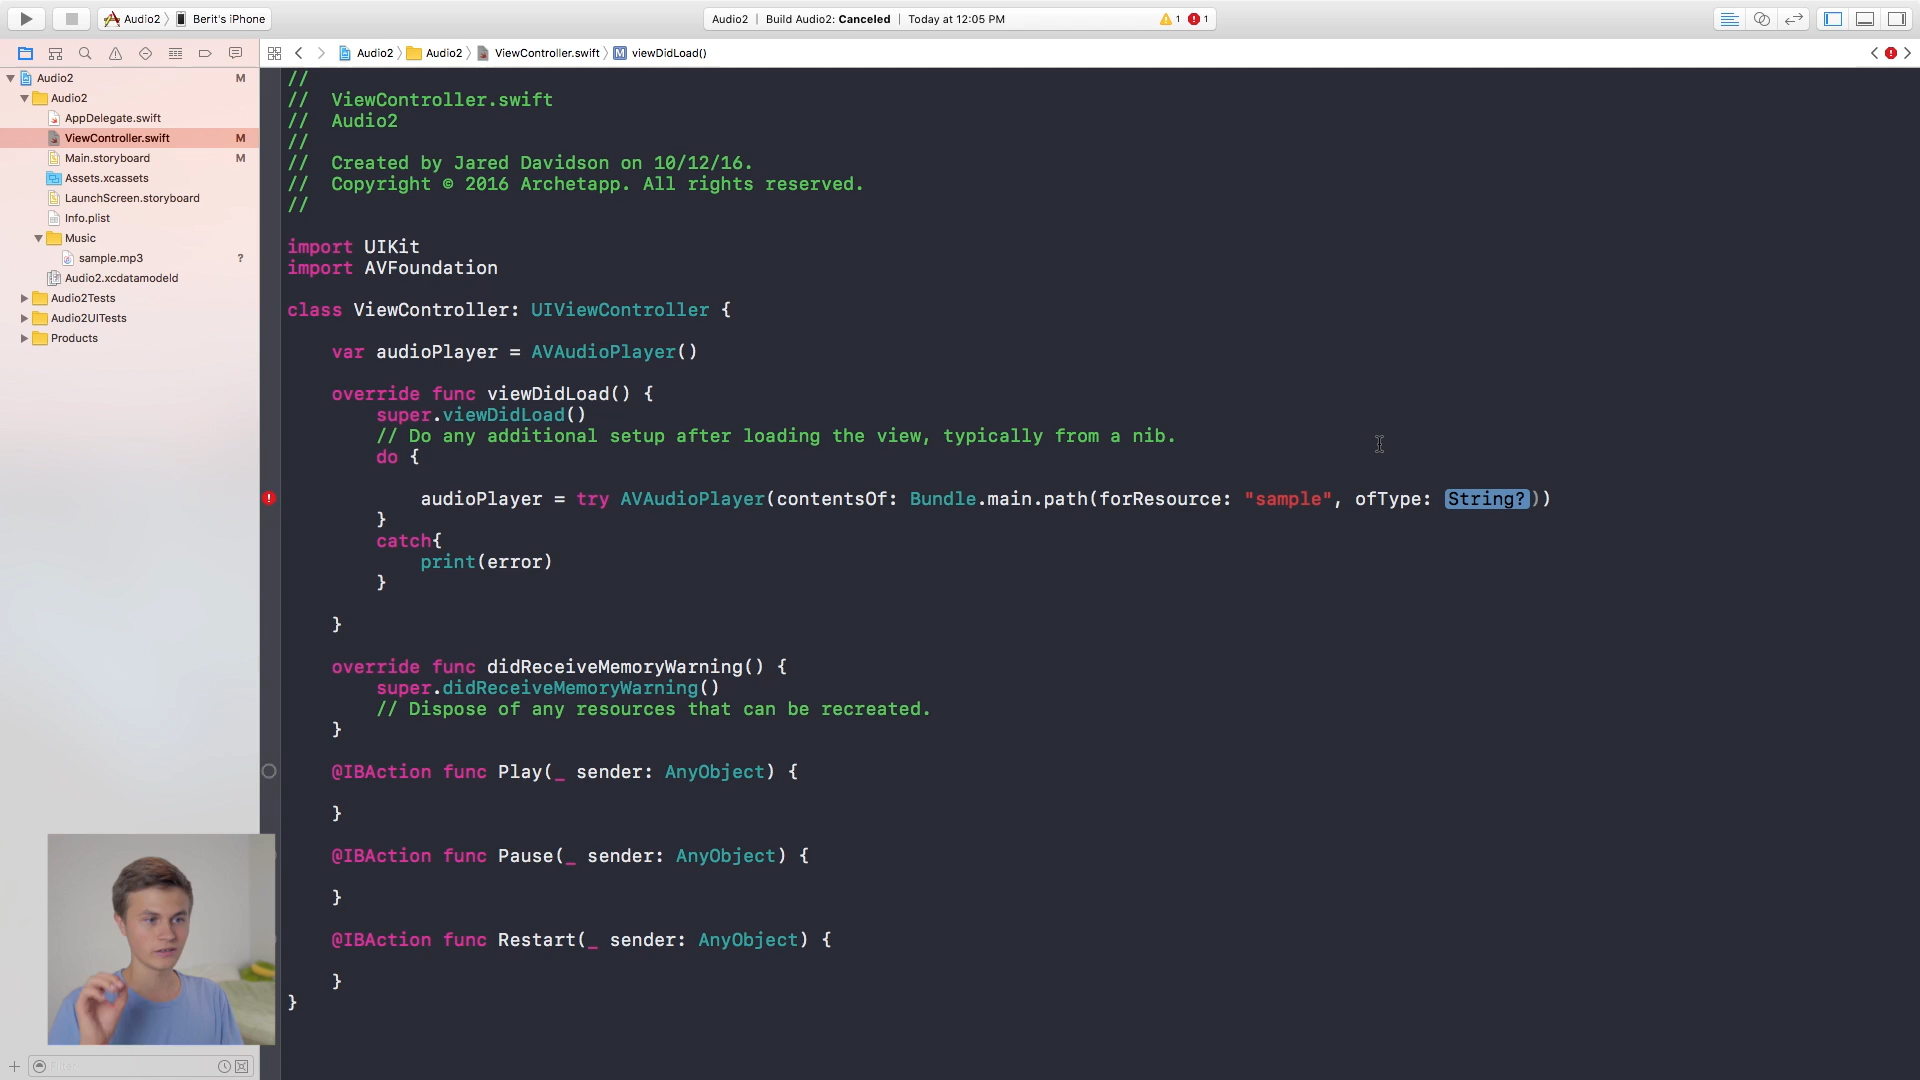 Audio2 Berit's iPhone
Audio2 | Build Audio2: Canceled | Today at 12:05 PM 1 1
Audio2 Audio2 ViewController.swift M viewDidLoad()
Audio2 M
Audio2
AppDelegate.swift
ViewController.swift M
Main.storyboard M
Assets.xcassets
LaunchScreen.storyboard
Info.plist
Music
sample.mp3 ?
Audio2.xcdatamodeld
Audio2Tests
Audio2UITests
Products
Filter
//
// ViewController.swift
// Audio2
//
// Created by Jared Davidson on 10/12/16.
// Copyright © 2016 Archetapp. All rights reserved.
//
import UIKit
import AVFoundation
class ViewController: UIViewController {
var audioPlayer = AVAudioPlayer()
override func viewDidLoad() {
super.viewDidLoad()
// Do any additional setup after loading the view, typically from a nib.
do {
audioPlayer = try AVAudioPlayer(contentsOf: Bundle.main.path(forResource: "sample", ofType: String?))
}
catch{
print(error)
}
}
override func didReceiveMemoryWarning() {
super.didReceiveMemoryWarning()
// Dispose of any resources that can be recreated.
}
@IBAction func Play(_ sender: AnyObject) {
}
@IBAction func Pause(_ sender: AnyObject) {
}
@IBAction func Restart(_ sender: AnyObject) {
}
}